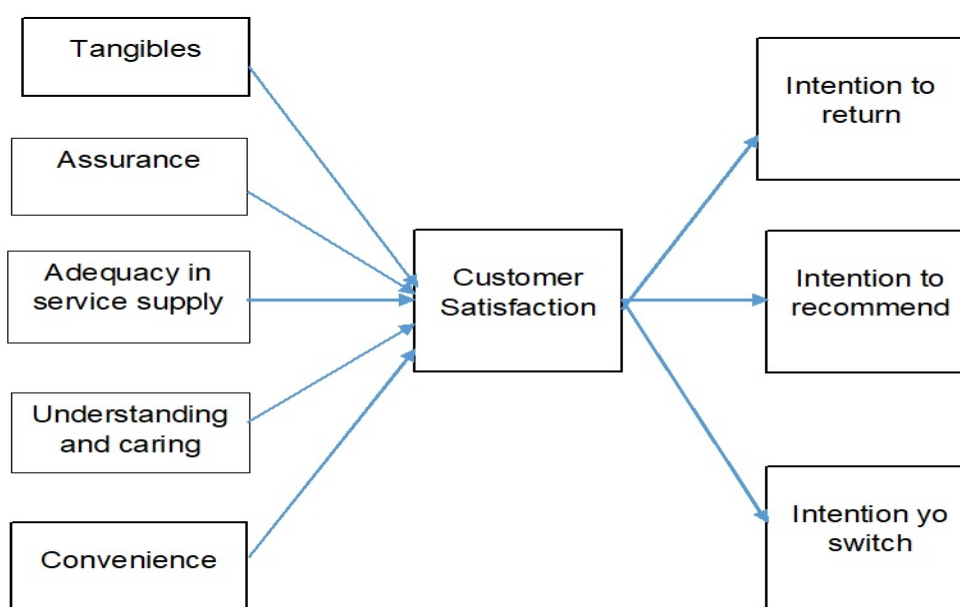 Tangibles
Assurance
Adequacy in
service supply
Understanding
and caring
Convenience
Customer
Satisfaction
Intention to
return
Intention to
recommend
Intention yo
switch